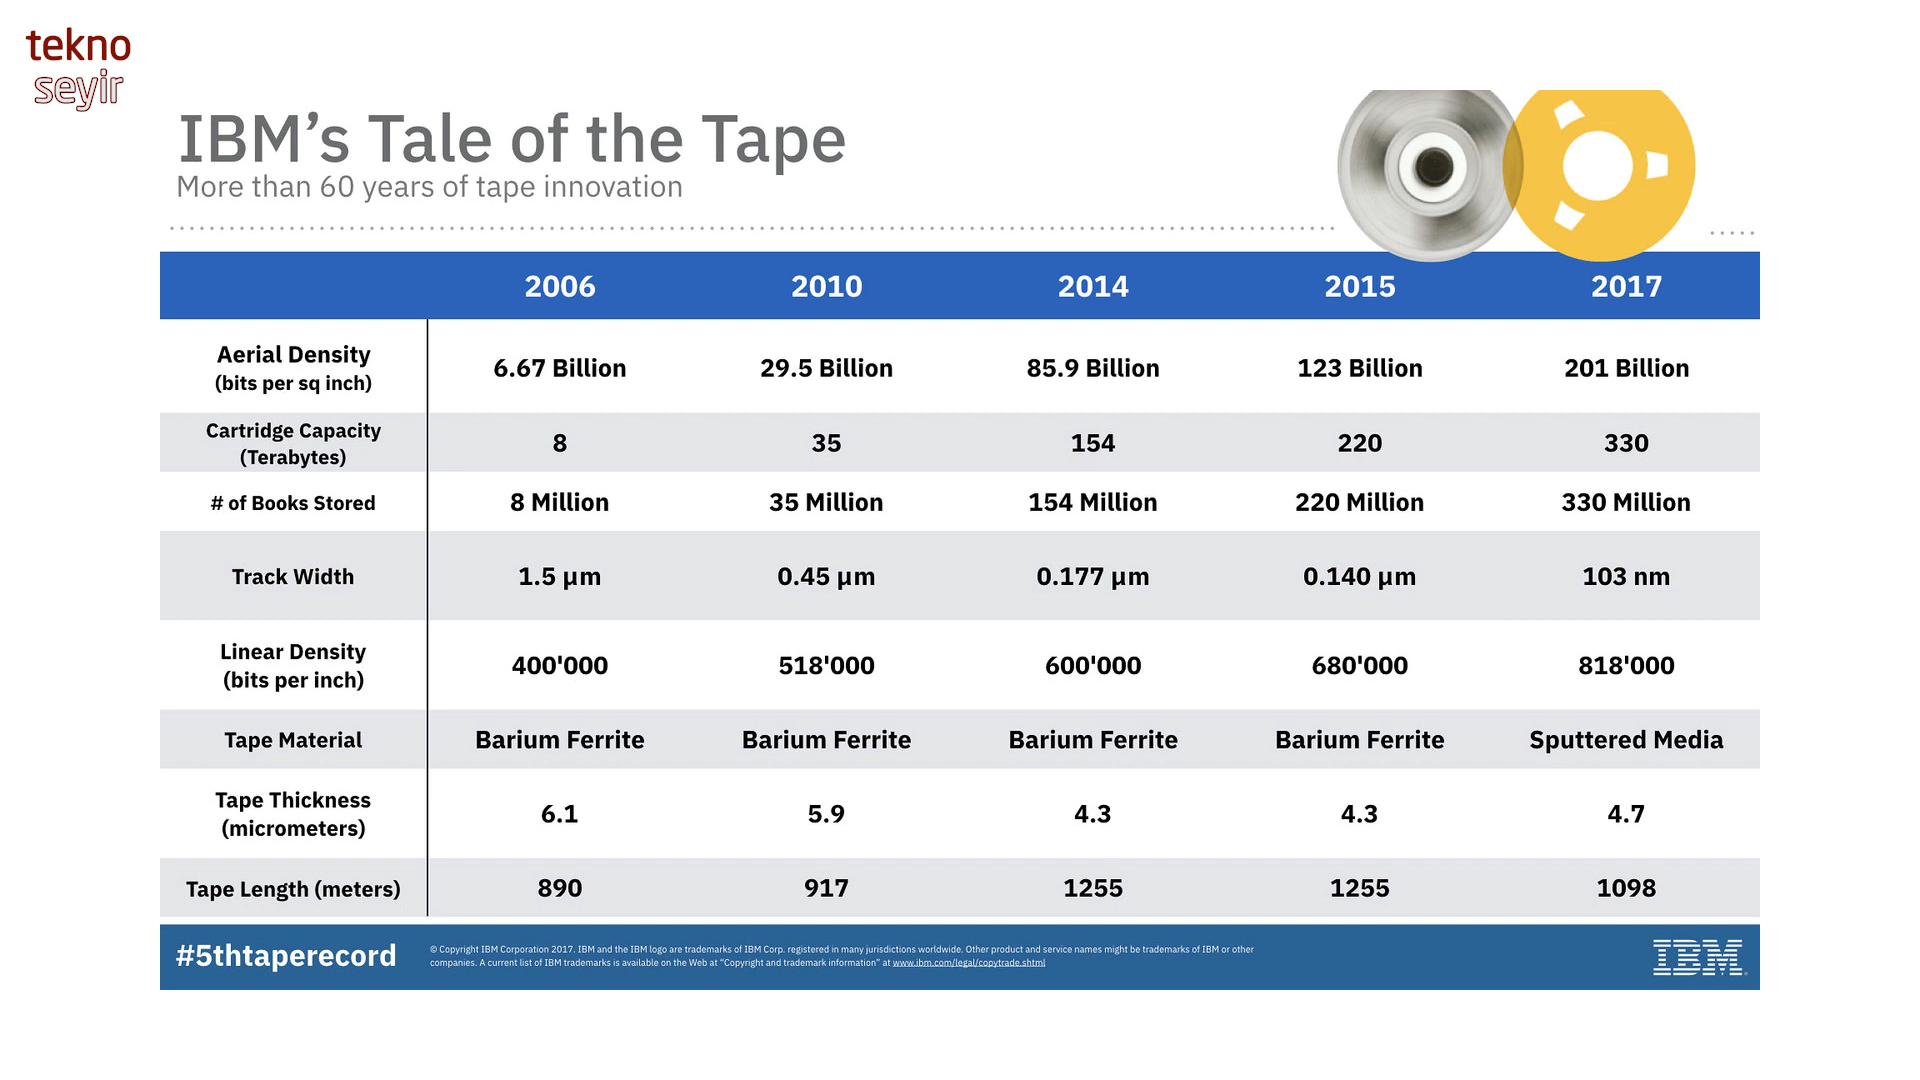 tekno
seyir
IBM’s Tale of the Tape
More than 60 years of tape innovation
2006 2010 2014 2015 2017
Aerial Density
(bits per sq inch)
6.67 Billion 29.5 Billion 85.9 Billion 123 Billion 201 Billion
Cartridge Capacity
(Terabytes)
8 35 154 220 330
# of Books Stored 8 Million 35 Million 154 Million 220 Million 330 Million
Track Width 1.5 µm 0.45 µm 0.177 µm 0.140 µm 103 nm
Linear Density
(bits per inch)
400'000 518'000 600'000 680'000 818'000
Tape Material Barium Ferrite Barium Ferrite Barium Ferrite Barium Ferrite Sputtered Media
Tape Thickness
(micrometers)
6.1 5.9 4.3 4.3 4.7
Tape Length (meters) 890 917 1255 1255 1098
#5thtaperecord
© Copyright IBM Corporation 2017. IBM and the IBM logo are trademarks of IBM Corp. registered in many jurisdictions worldwide. Other product and service names might be trademarks of IBM or other
companies. A current list of IBM trademarks is available on the Web at “Copyright and trademark information” at www.ibm.com/legal/copytrade.shtml
IBM®